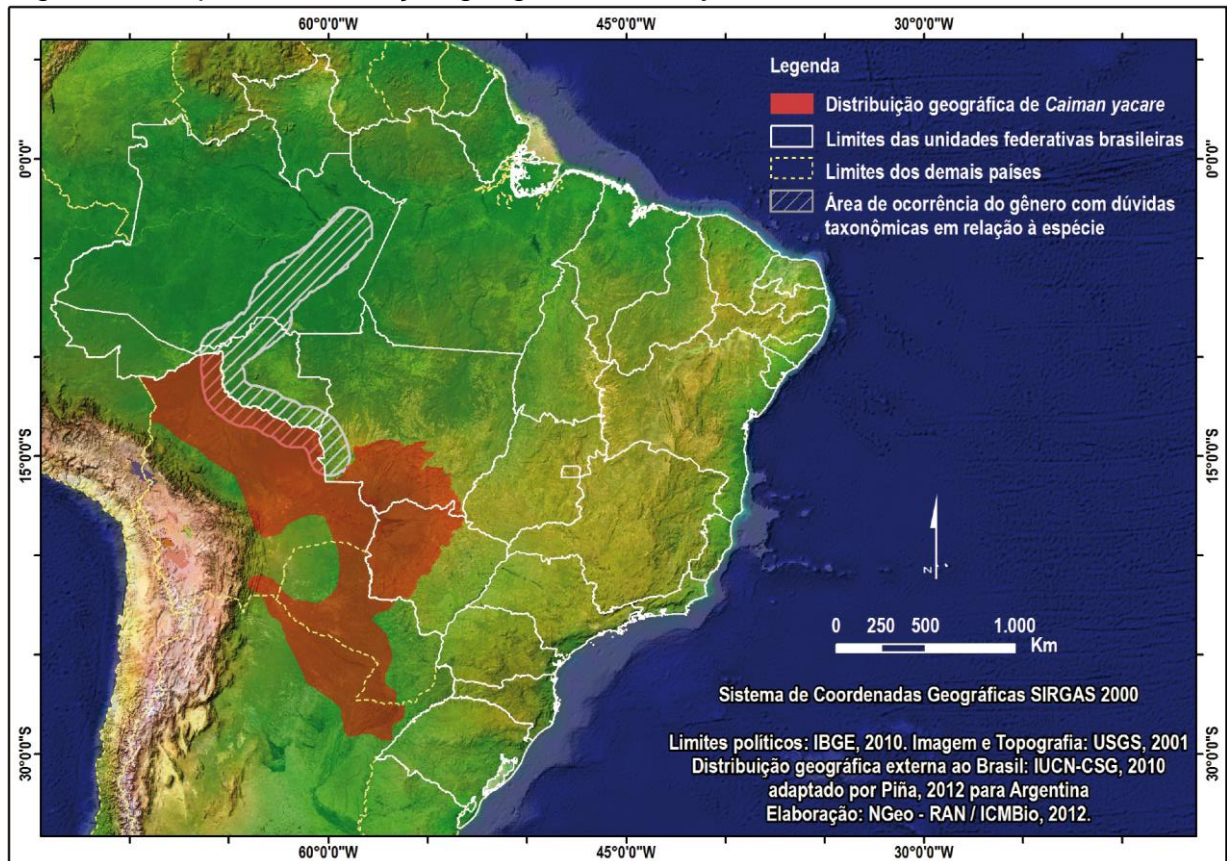 60°0'0"W 45°0'0"W 30°0'0"W
Legenda
Distribuição geográfica de Caiman yacare
Limites das unidades federativas brasileiras
Limites dos demais países
Área de ocorrência do gênero com dúvidas
taxonômicas em relação à espécie
0°0'0" 0°0'0"
15°0'0"S 15°0'0"S
30°0'0"S 30°0'0"S
N
0 250 500 1.000
Km
Sistema de Coordenadas Geográficas SIRGAS 2000
Limites políticos: IBGE, 2010. Imagem e Topografia: USGS, 2001
Distribuição geográfica externa ao Brasil: IUCN-CSG, 2010
adaptado por Piña, 2012 para Argentina
Elaboração: NGeo - RAN / ICMBio, 2012.
60°0'0"W 45°0'0"W 30°0'0"W